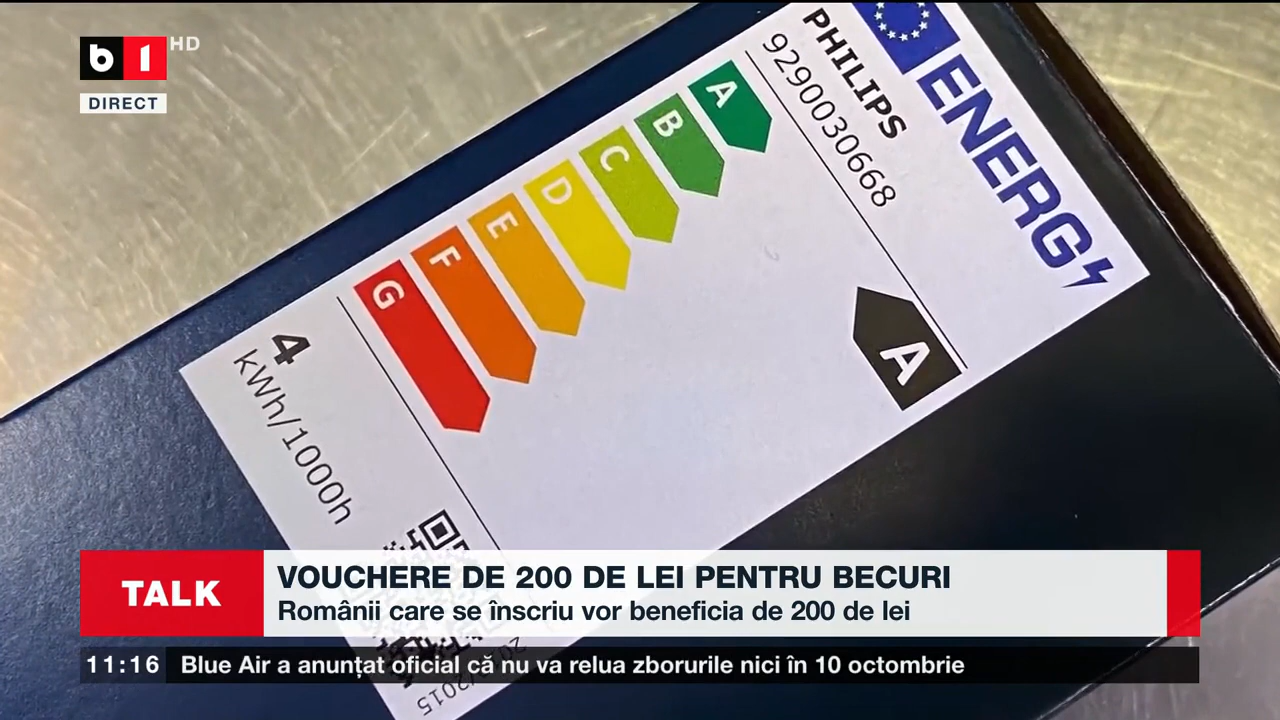 b1 HD
DIRECT
ENERG
PHILIPS
9290030668
A
B
C
D
E
F
G
A
4
kWh/1000h
TALK
VOUCHERE DE 200 DE LEI PENTRU BECURI
Românii care se înscriu vor beneficia de 200 de lei
11:16 Blue Air a anunțat oficial că nu va relua zborurile nici în 10 octombrie
/2015